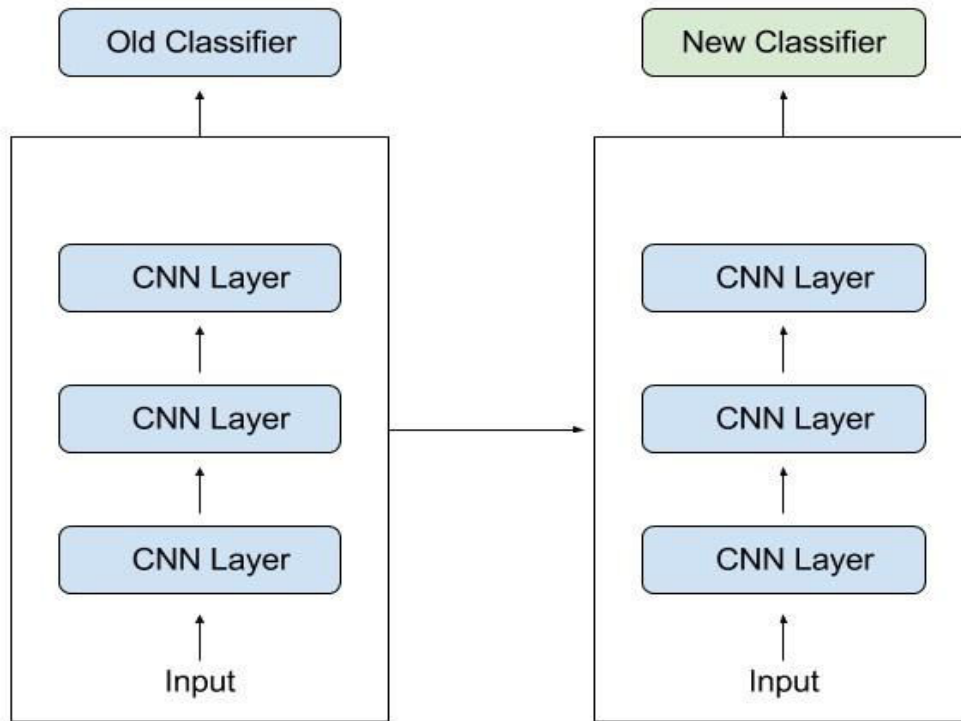 Old Classifier
CNN Layer
CNN Layer
CNN Layer
Input
New Classifier
CNN Layer
CNN Layer
CNN Layer
Input